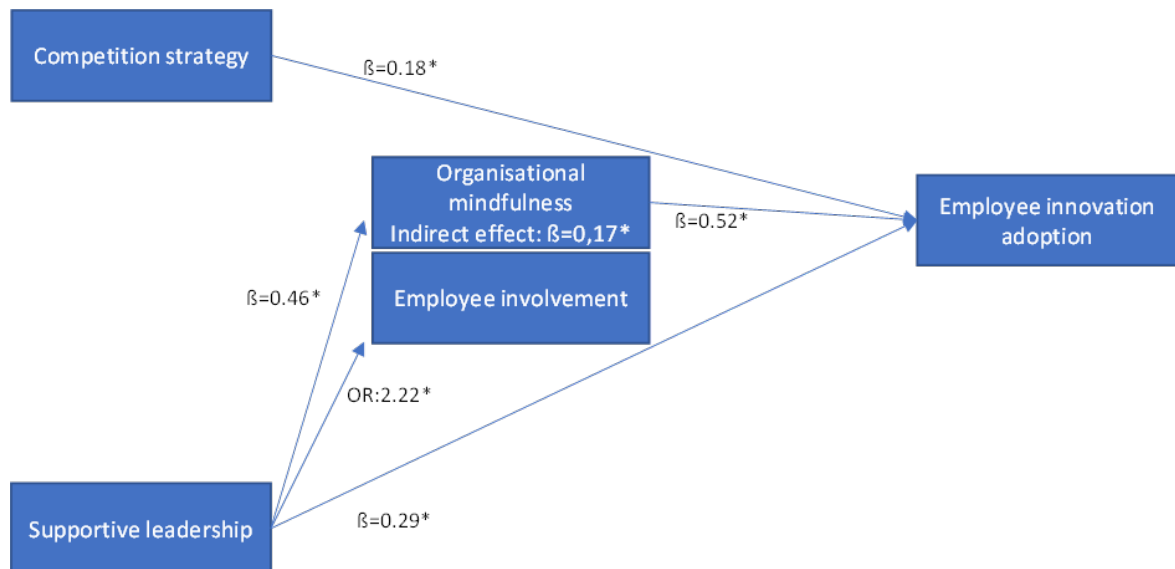 Competition strategy
ß=0.18*
Organisational
mindfulness
Indirect effect: ß=0,17*
ß=0.52*
Employee innovation
adoption
ß=0.46*
Employee involvement
OR:2.22*
Supportive leadership
ß=0.29*